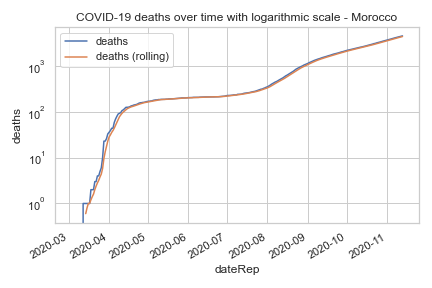 COVID-19 deaths over time with logarithmic scale - Morocco
deaths
deaths (rolling)
deaths
10³
10²
10¹
10⁰
2020-03
2020-04
2020-05
2020-06
2020-07
2020-08
2020-09
2020-10
2020-11
dateRep